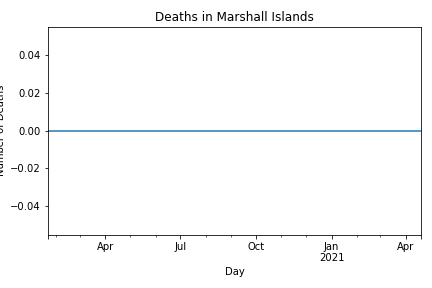 Deaths in Marshall Islands
0.04
0.02
0.00
−0.02
−0.04
Number of Deaths
Apr
Jul
Oct
Jan
Apr
2021
Day